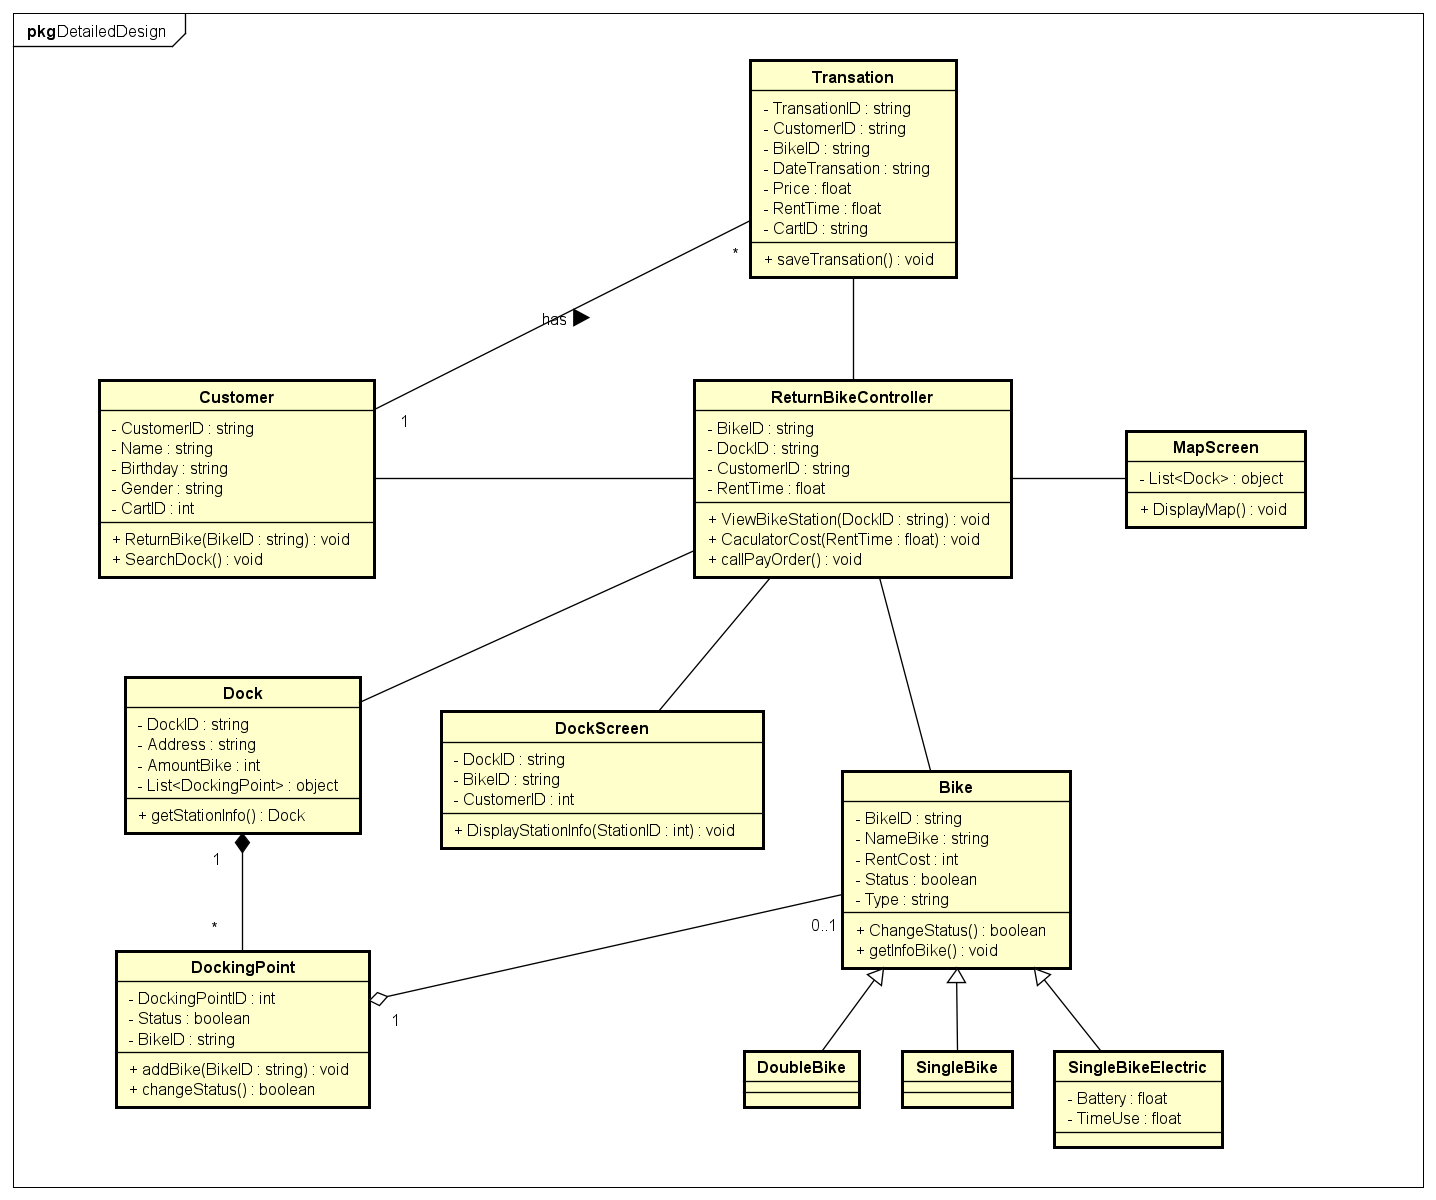 pkg DetailedDesign
Transation
- TransationID : string
- CustomerID : string
- BikeID : string
- DateTransation : string
- Price : float
- RentTime : float
- CartID : string
+ saveTransation() : void
*
has
1
Customer
- CustomerID : string
- Name : string
- Birthday : string
- Gender : string
- CartID : int
+ ReturnBike(BikeID : string) : void
+ SearchDock() : void
ReturnBikeController
- BikeID : string
- DockID : string
- CustomerID : string
- RentTime : float
+ ViewBikeStation(DockID : string) : void
+ CaculatorCost(RentTime : float) : void
+ callPayOrder() : void
MapScreen
- List<Dock> : object
+ DisplayMap() : void
Dock
- DockID : string
- Address : string
- AmountBike : int
- List<DockingPoint> : object
+ getStationInfo() : Dock
1
*
DockScreen
- DockID : string
- BikeID : string
- CustomerID : int
+ DisplayStationInfo(StationID : int) : void
Bike
- BikeID : string
- NameBike : string
- RentCost : int
- Status : boolean
- Type : string
+ ChangeStatus() : boolean
+ getInfoBike() : void
0..1
1
DockingPoint
- DockingPointID : int
- Status : boolean
- BikeID : string
+ addBike(BikeID : string) : void
+ changeStatus() : boolean
DoubleBike
SingleBike
SingleBikeElectric
- Battery : float
- TimeUse : float